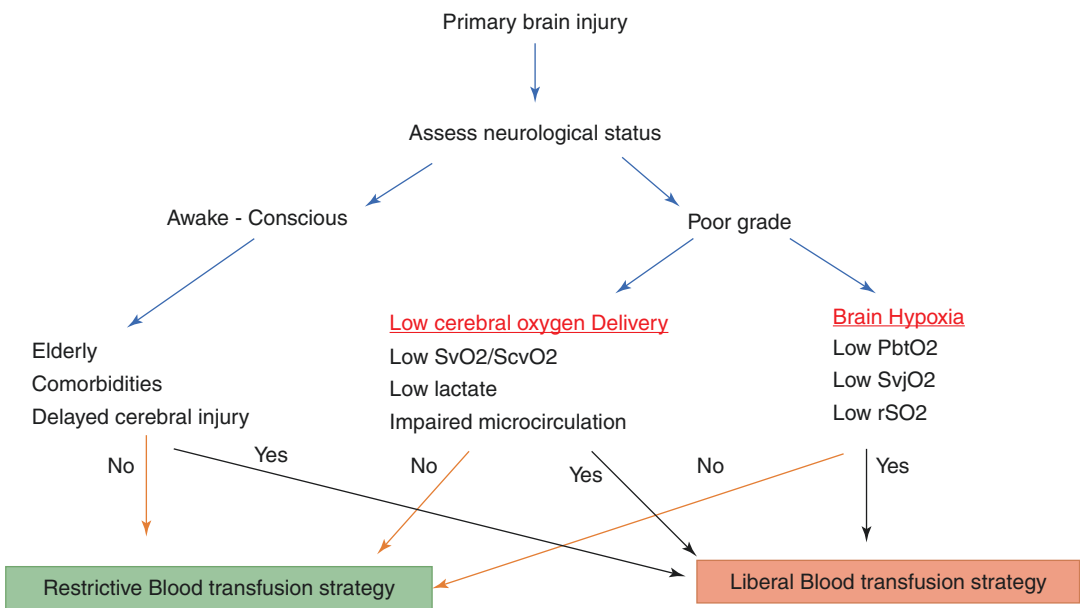 Primary brain injury
Assess neurological status
Awake - Conscious
Poor grade
Elderly
Comorbidities
Delayed cerebral injury
Low cerebral oxygen Delivery
Low SvO2/ScvO2
Low lactate
Impaired microcirculation
Brain Hypoxia
Low PbtO2
Low SvjO2
Low rSO2
No
Yes
No
Yes
No
Yes
Restrictive Blood transfusion strategy
Liberal Blood transfusion strategy